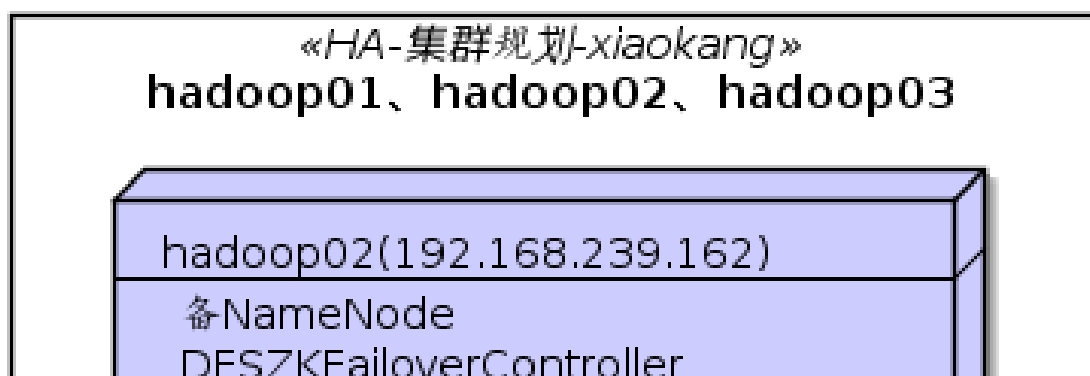 «HA-集群规划-xiaokang»
hadoop01、hadoop02、hadoop03
hadoop02(192.168.239.162)
备NameNode
DFSZKFailoverController